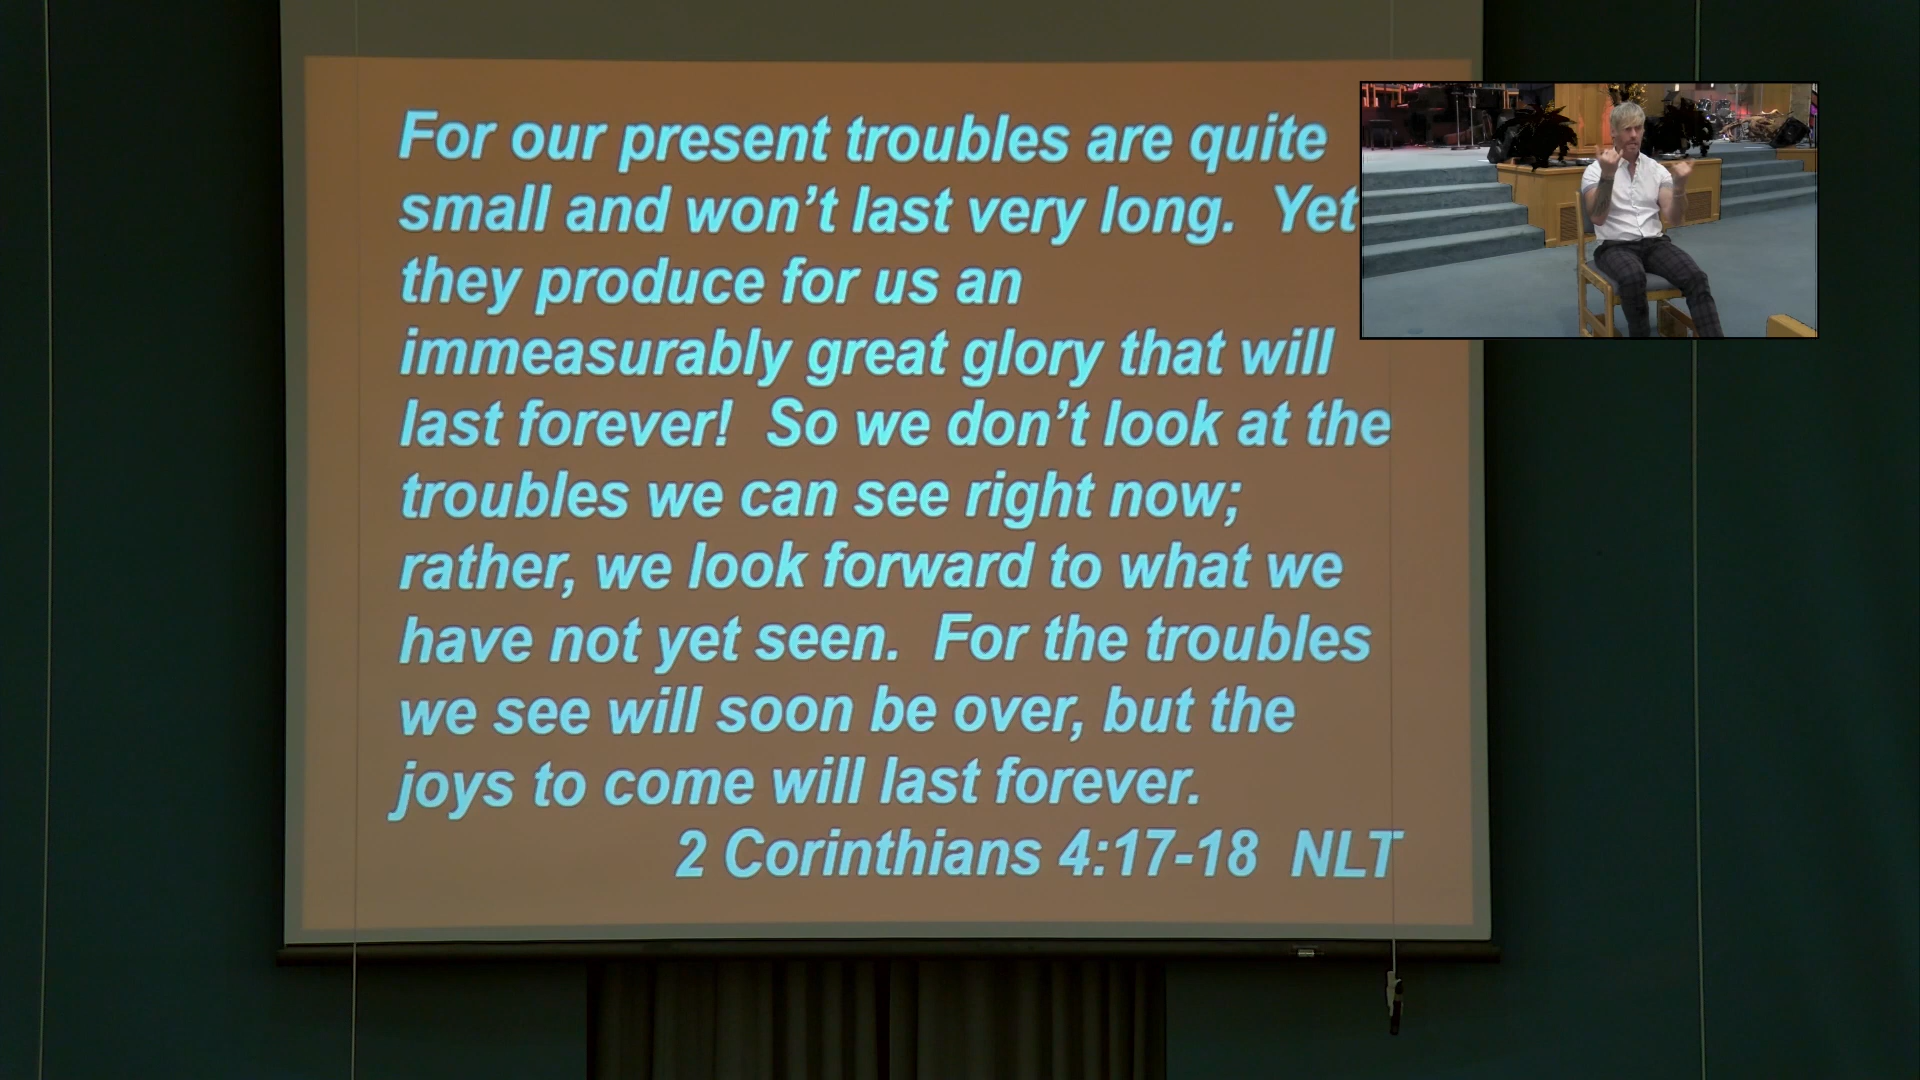 For our present troubles are quite
small and won't last very long.  Yet
they produce for us an
immeasurably great glory that will
last forever!  So we don't look at the
troubles we can see right now;
rather, we look forward to what we
have not yet seen.  For the troubles
we see will soon be over, but the
joys to come will last forever.
2 Corinthians 4:17-18  NLT